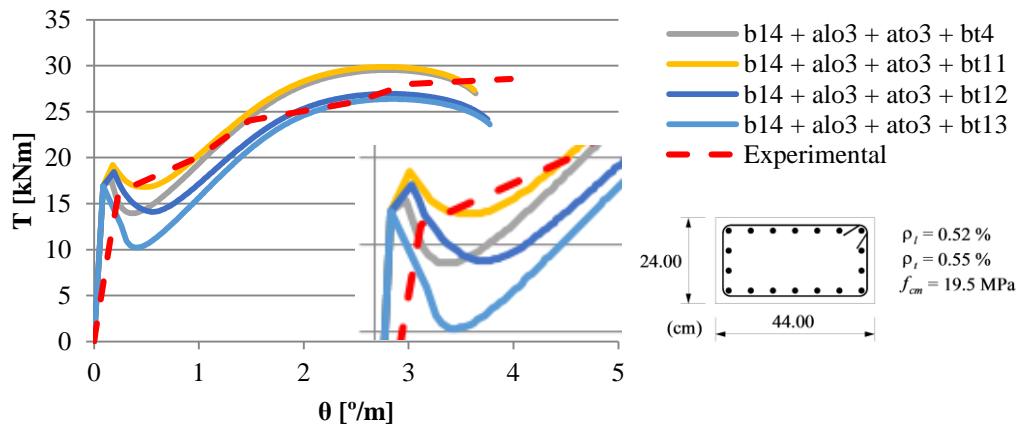 T [kNm]
35
30
25
20
15
10
5
0
0 1 2 3 4 5
θ [º/m]
b14 + alo3 + ato3 + bt4
b14 + alo3 + ato3 + bt11
b14 + alo3 + ato3 + bt12
b14 + alo3 + ato3 + bt13
Experimental
24.00
(cm)
44.00
ρl = 0.52 %
ρt = 0.55 %
fcm = 19.5 MPa